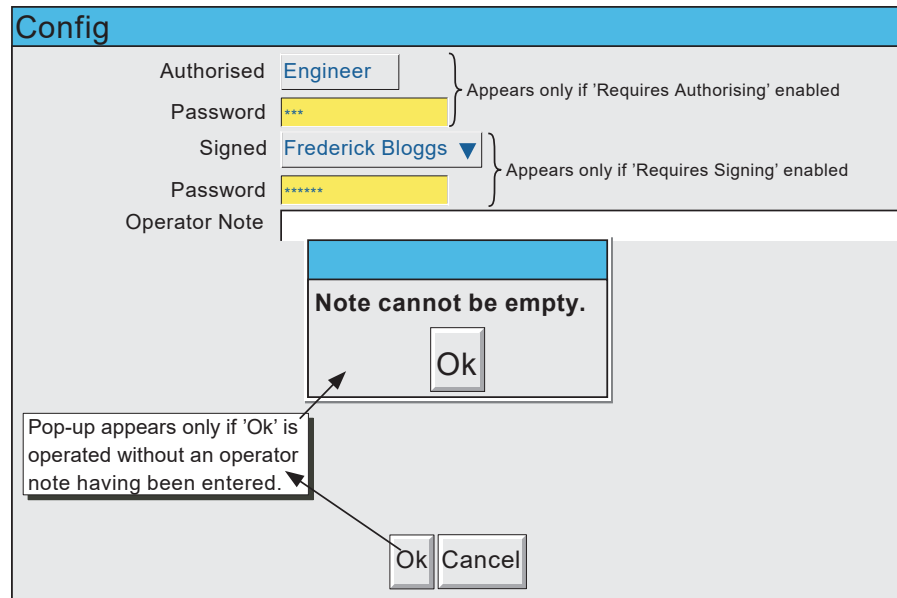 Config
Authorised Engineer
Appears only if 'Requires Authorising' enabled
Password ***
Signed Frederick Bloggs ▼
Appears only if 'Requires Signing' enabled
Password ******
Operator Note
Note cannot be empty.
Ok
Pop-up appears only if 'Ok' is
operated without an operator
note having been entered.
Ok Cancel